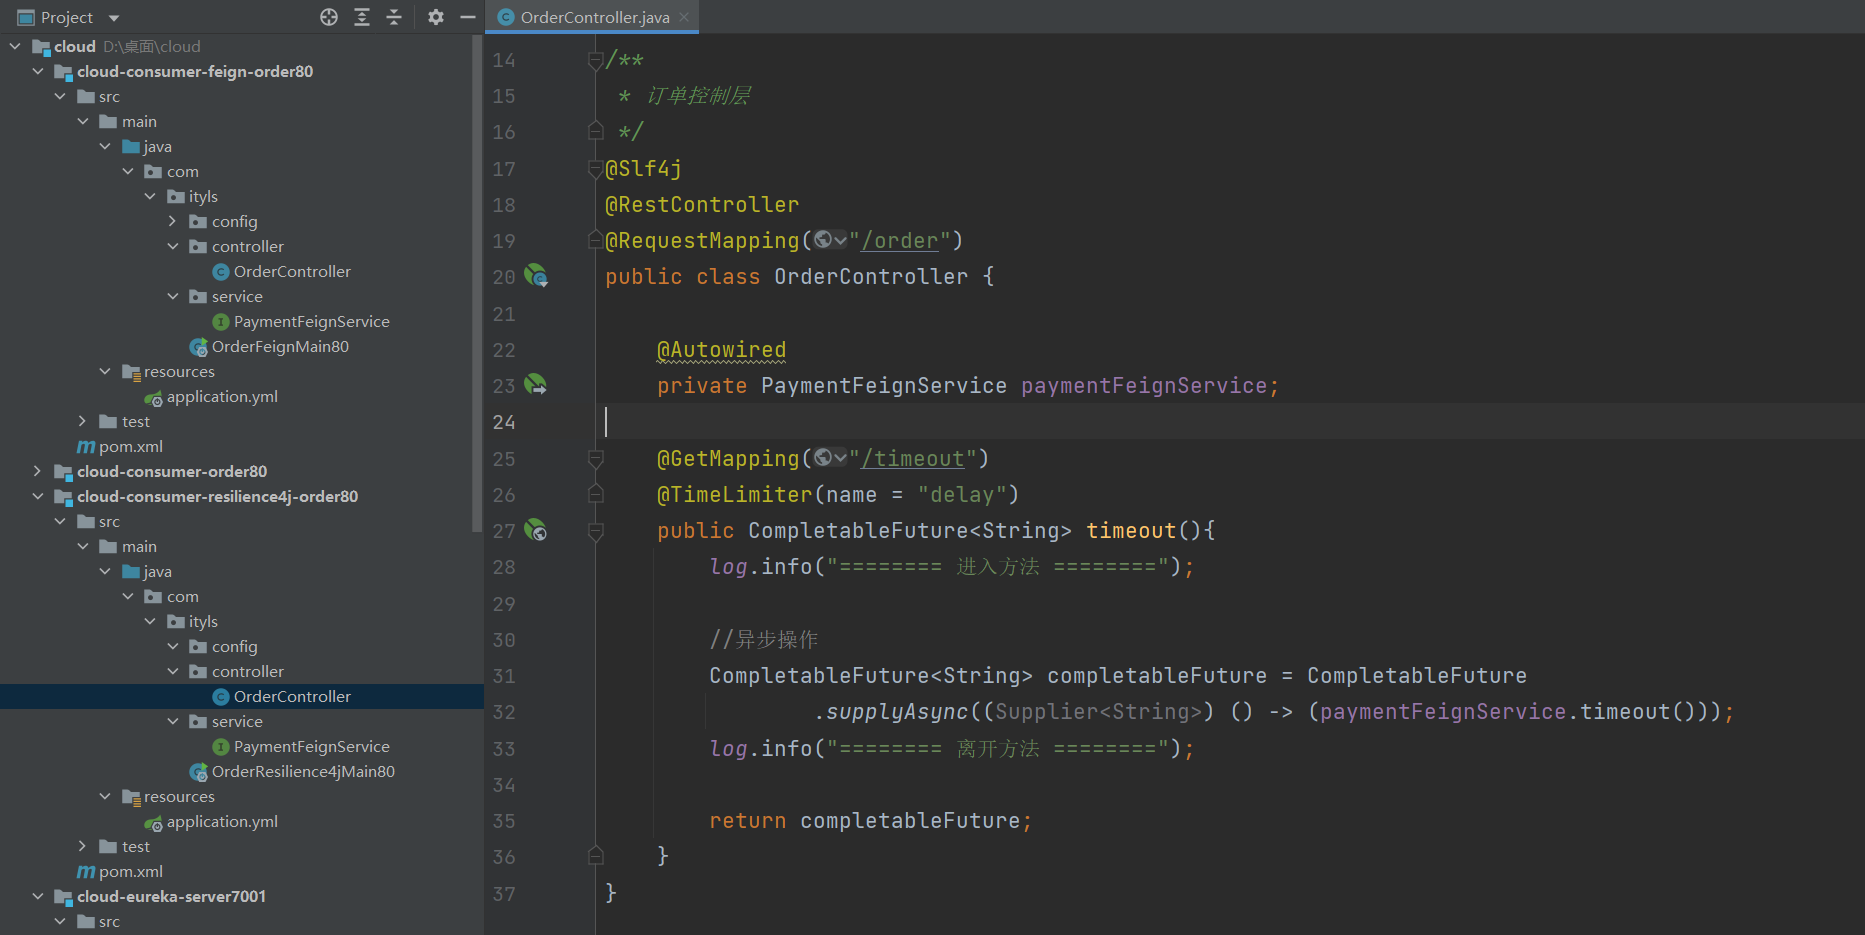 Project
cloud D:\桌面\cloud
cloud-consumer-feign-order80
src
main
java
com
ityls
config
controller
OrderController
service
PaymentFeignService
OrderFeignMain80
resources
application.yml
test
pom.xml
cloud-consumer-order80
cloud-consumer-resilience4j-order80
src
main
java
com
ityls
config
controller
OrderController
service
PaymentFeignService
OrderResilience4jMain80
resources
application.yml
test
pom.xml
cloud-eureka-server7001
src
OrderController.java
14 /**
15 * 订单控制层
16 */
17 @Slf4j
18 @RestController
19 @RequestMapping("/order")
20 public class OrderController {
21
22 @Autowired
23 private PaymentFeignService paymentFeignService;
24
25 @GetMapping("/timeout")
26 @TimeLimiter(name = "delay")
27 public CompletableFuture<String> timeout(){
28 log.info("======== 进入方法 ========");
29
30 //异步操作
31 CompletableFuture<String> completableFuture = CompletableFuture
32 .supplyAsync((Supplier<String>) () -> (paymentFeignService.timeout()));
33 log.info("======== 离开方法 ========");
34
35 return completableFuture;
36 }
37 }